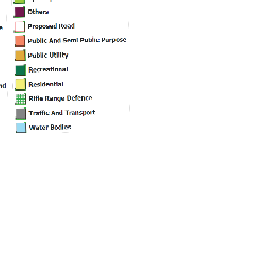 Others
Proposed Road
Public And Semi Public Purpose
Public Utility
Recreational
Residential
Rifle Range Defence
Traffic And Transport
Water Bodies